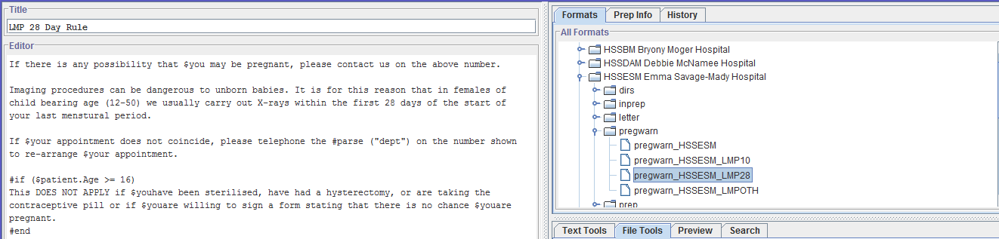 Title
LMP 28 Day Rule
Editor
If there is any possibility that $you may be pregnant, please contact us on the above number.
Imaging procedures can be dangerous to unborn babies. It is for this reason that in females of
child bearing age (12-50) we usually carry out X-rays within the first 28 days of the start of
your last menstural period.
If $your appointment does not coincide, please telephone the #parse ("dept") on the number shown
to re-arrange $your appointment.
#if ($patient.Age >= 16)
This DOES NOT APPLY if $youhave been sterilised, have had a hysterectomy, or are taking the
contraceptive pill or if $youare willing to sign a form stating that there is no chance $youare
pregnant.
#end
Formats
Prep Info
History
All Formats
HSSBM Bryony Moger Hospital
HSSDAM Debbie McNamee Hospital
HSSESM Emma Savage-Mady Hospital
dirs
inprep
letter
pregwarn
pregwarn_HSSESM
pregwarn_HSSESM_LMP10
pregwarn_HSSESM_LMP28
pregwarn_HSSESM_LMPOTH
prep
Text Tools
File Tools
Preview
Search